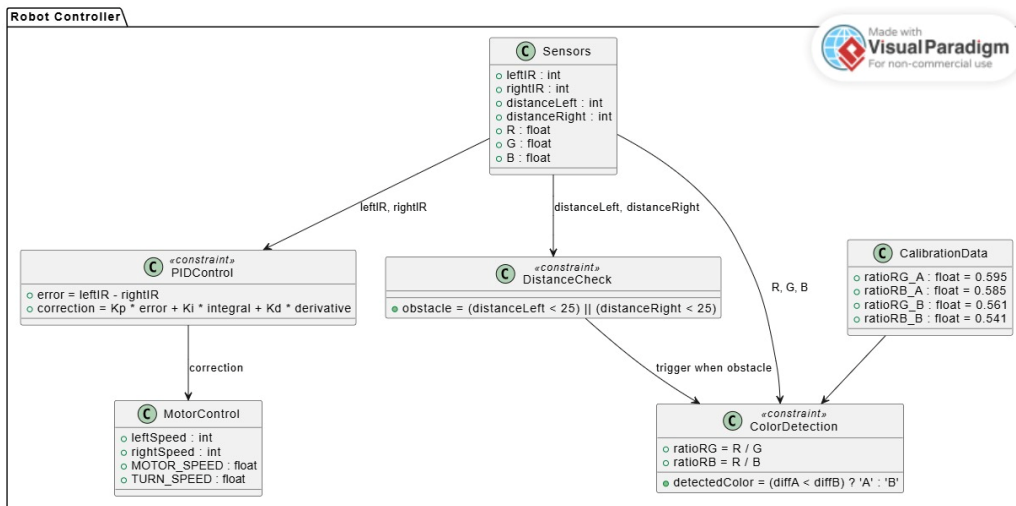 Robot Controller
Made with
VisualParadigm
For non-commercial use
C Sensors
leftIR : int
rightIR : int
distanceLeft : int
distanceRight : int
R : float
G : float
B : float
leftIR, rightIR
distanceLeft, distanceRight
R, G, B
C «constraint»
PIDControl
error = leftIR - rightIR
correction = Kp * error + Ki * integral + Kd * derivative
C «constraint»
DistanceCheck
obstacle = (distanceLeft < 25) || (distanceRight < 25)
C CalibrationData
ratioRG_A : float = 0.595
ratioRB_A : float = 0.585
ratioRG_B : float = 0.561
ratioRB_B : float = 0.541
correction
trigger when obstacle
C MotorControl
leftSpeed : int
rightSpeed : int
MOTOR_SPEED : float
TURN_SPEED : float
C «constraint»
ColorDetection
ratioRG = R / G
ratioRB = R / B
detectedColor = (diffA < diffB) ? 'A' : 'B'